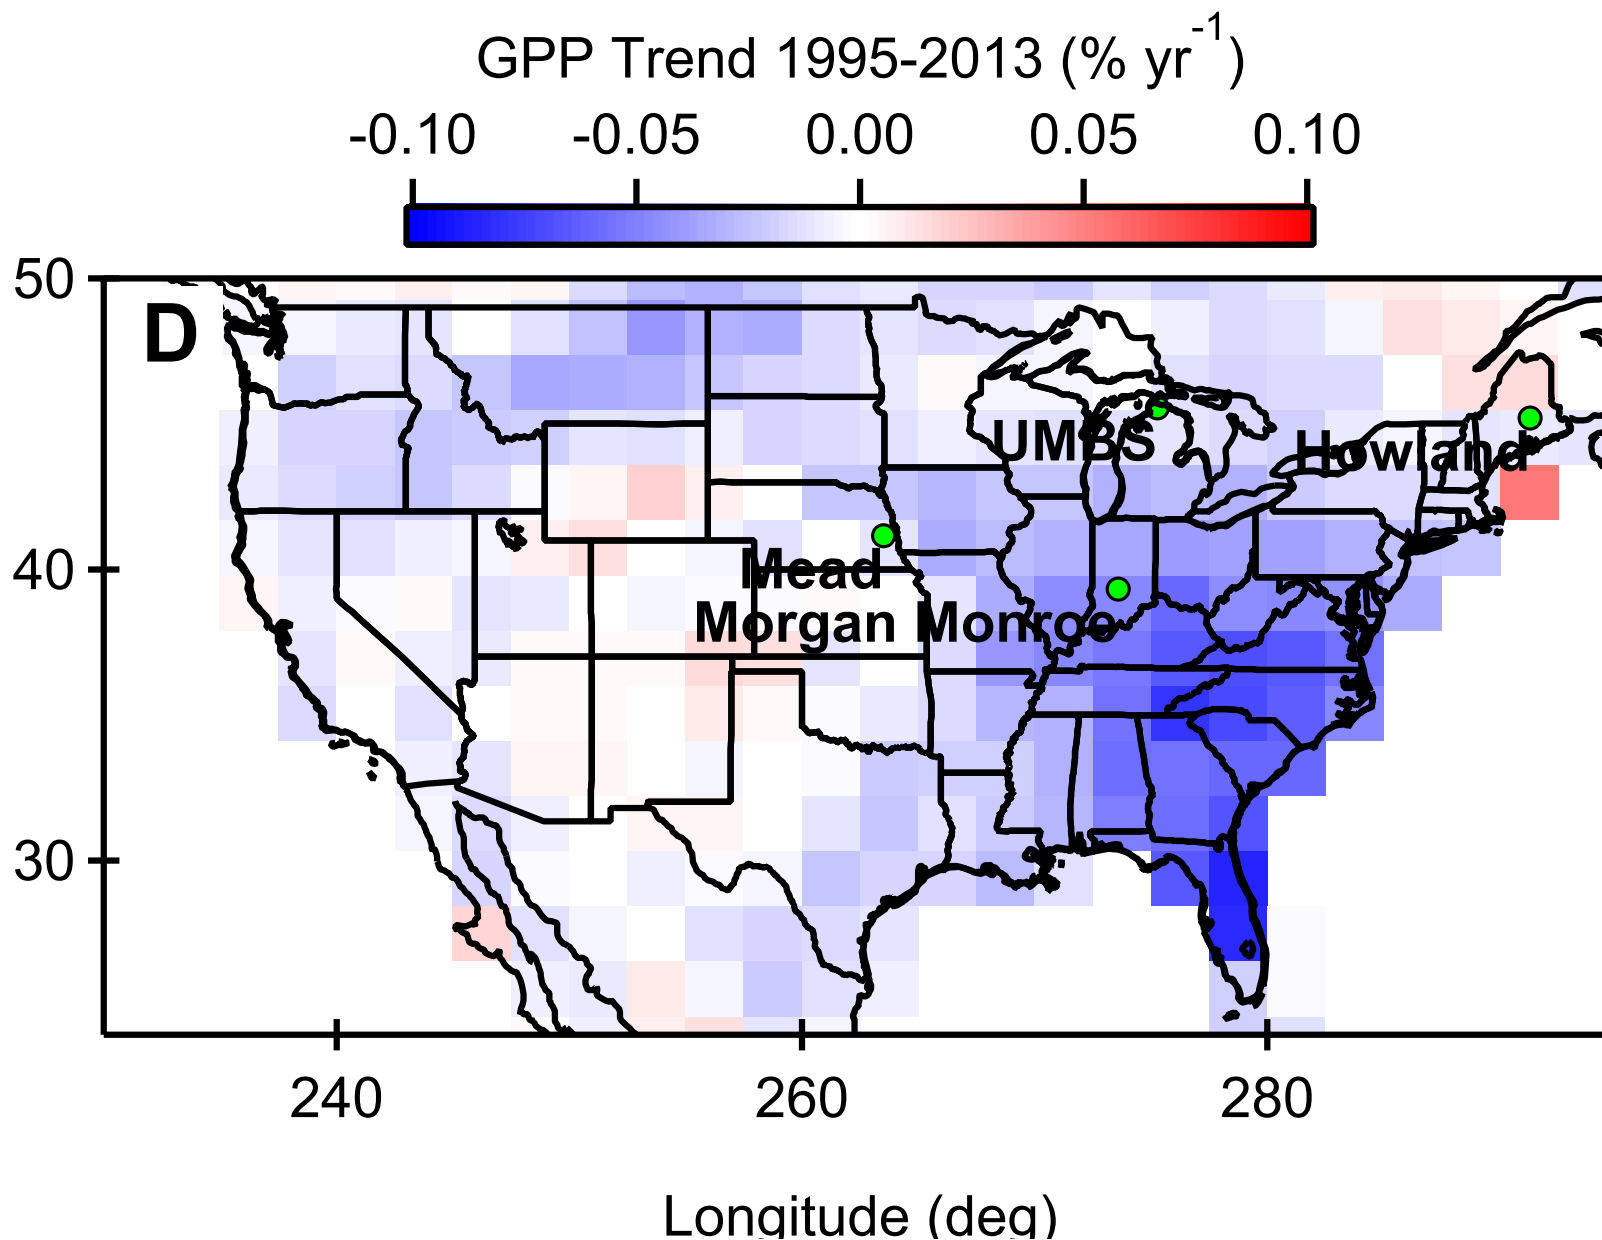 GPP Trend 1995-2013 (% yr⁻¹)
-0.10 -0.05 0.00 0.05 0.10
50
D
UMBS
Howland
40
Mead
Morgan Monroe
30
240 260 280
Longitude (deg)